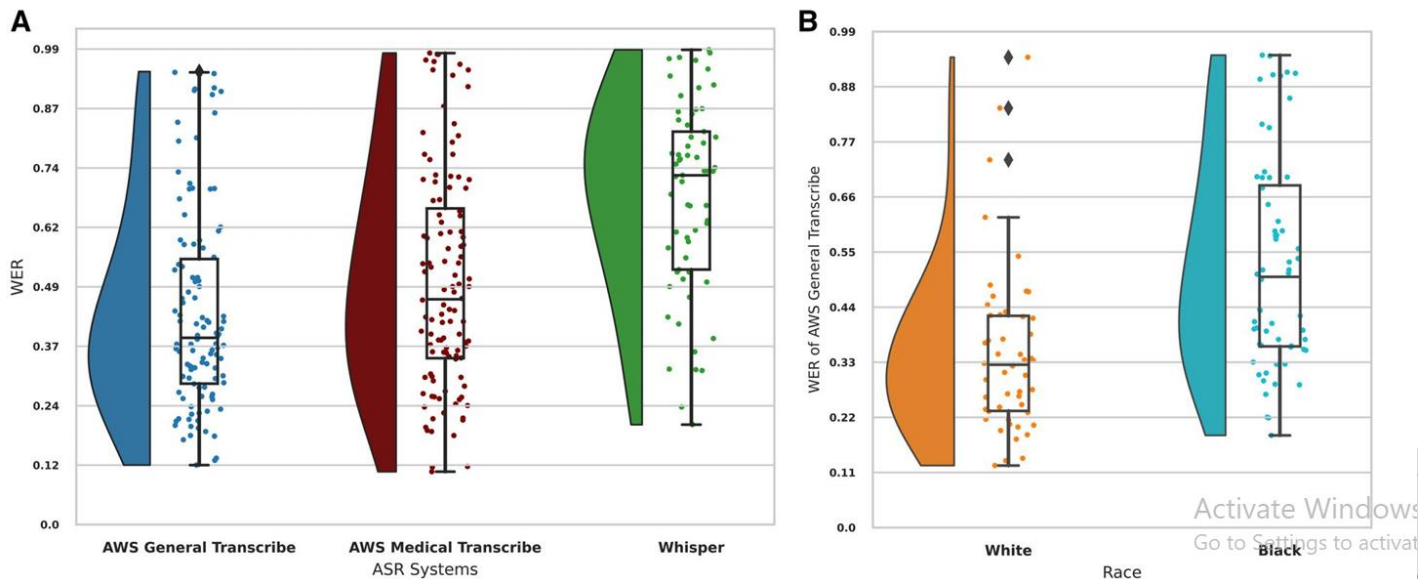 A
0.99
0.87
0.74
0.62
0.49
0.37
0.24
0.12
0.0
WER
AWS General Transcribe
AWS Medical Transcribe
Whisper
ASR Systems
B
0.99
0.88
0.77
0.66
0.55
0.44
0.33
0.22
0.11
0.0
WER of AWS General Transcribe
White
Black
Race
Activate Windows
Go to Settings to activat